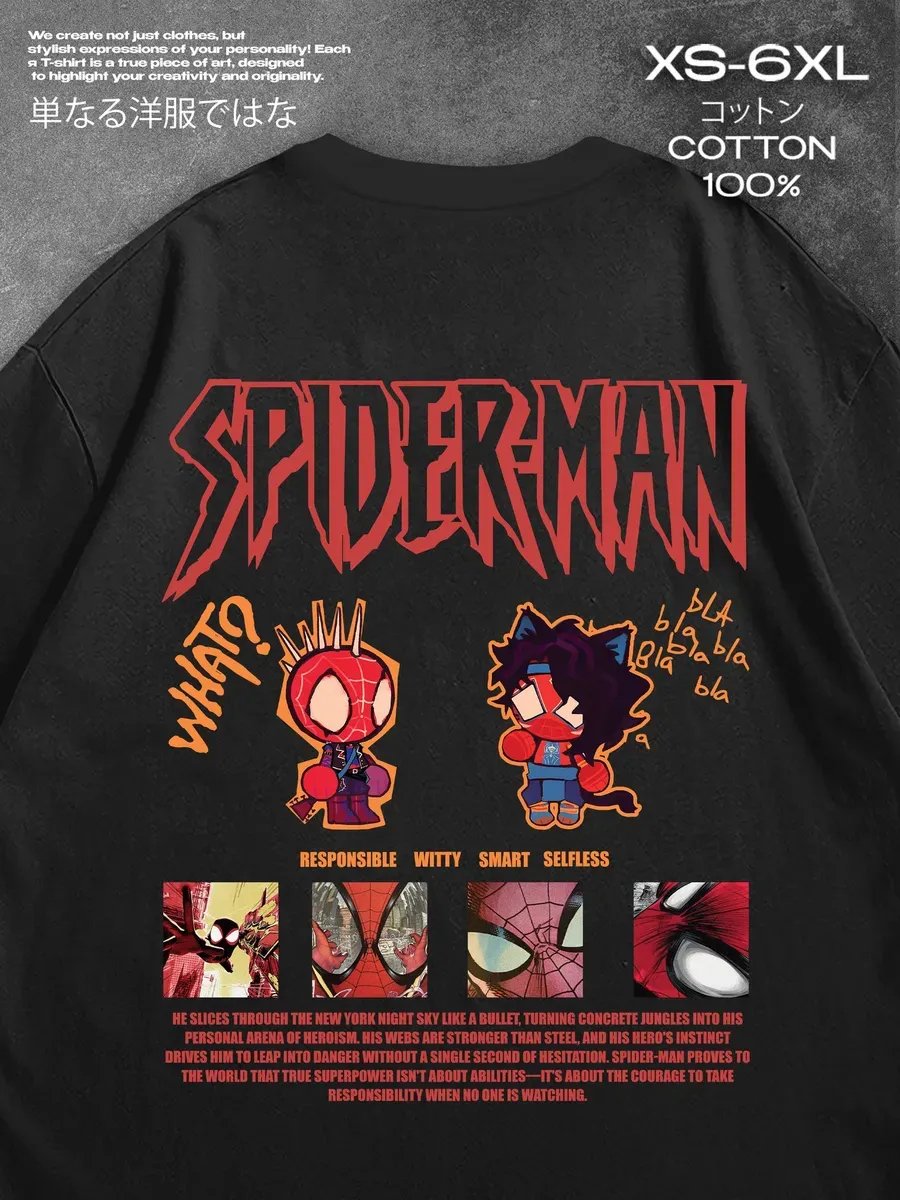 We create not just clothes, but
stylish expressions of your personality! Each
я T-shirt is a true piece of art, designed
to highlight your creativity and originality.
単なる洋服ではな
XS-6XL
コットン
COTTON
100%
SPIDER-MAN
WHAT?
bLA
bla
bla
bla
bla
bla
bla
a
RESPONSIBLE WITTY SMART SELFLESS
HE SLICES THROUGH THE NEW YORK NIGHT SKY LIKE A BULLET, TURNING CONCRETE JUNGLES INTO HIS
PERSONAL ARENA OF HEROISM. HIS WEBS ARE STRONGER THAN STEEL, AND HIS HERO'S INSTINCT
DRIVES HIM TO LEAP INTO DANGER WITHOUT A SINGLE SECOND OF HESITATION. SPIDER-MAN PROVES TO
THE WORLD THAT TRUE SUPERPOWER ISN'T ABOUT ABILITIES—IT'S ABOUT THE COURAGE TO TAKE
RESPONSIBILITY WHEN NO ONE IS WATCHING.